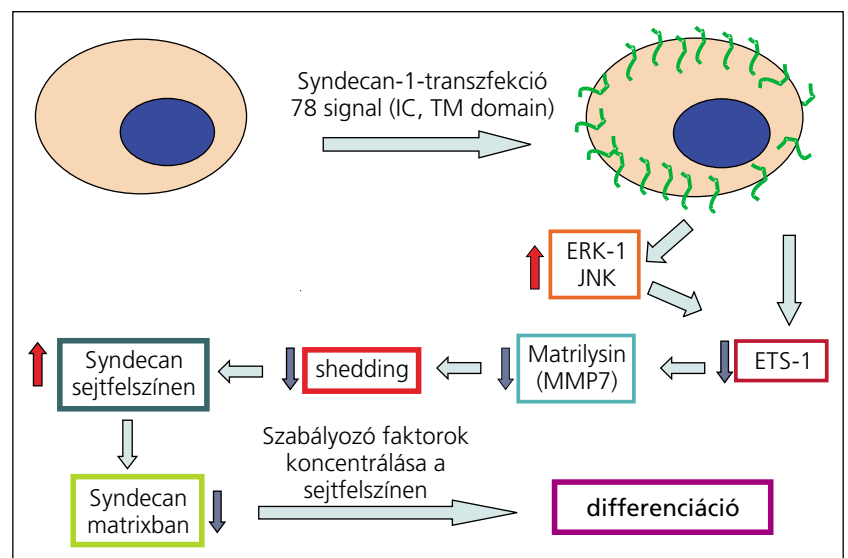 Syndecan-1-transzfekció
78 signal (IC, TM domain)
ERK-1
JNK
ETS-1
Matrilysin
(MMP7)
shedding
Syndecan
sejtfelszínen
Syndecan
matrixban
Szabályozó faktorok
koncentrálása a
sejtfelszínen
differenciáció